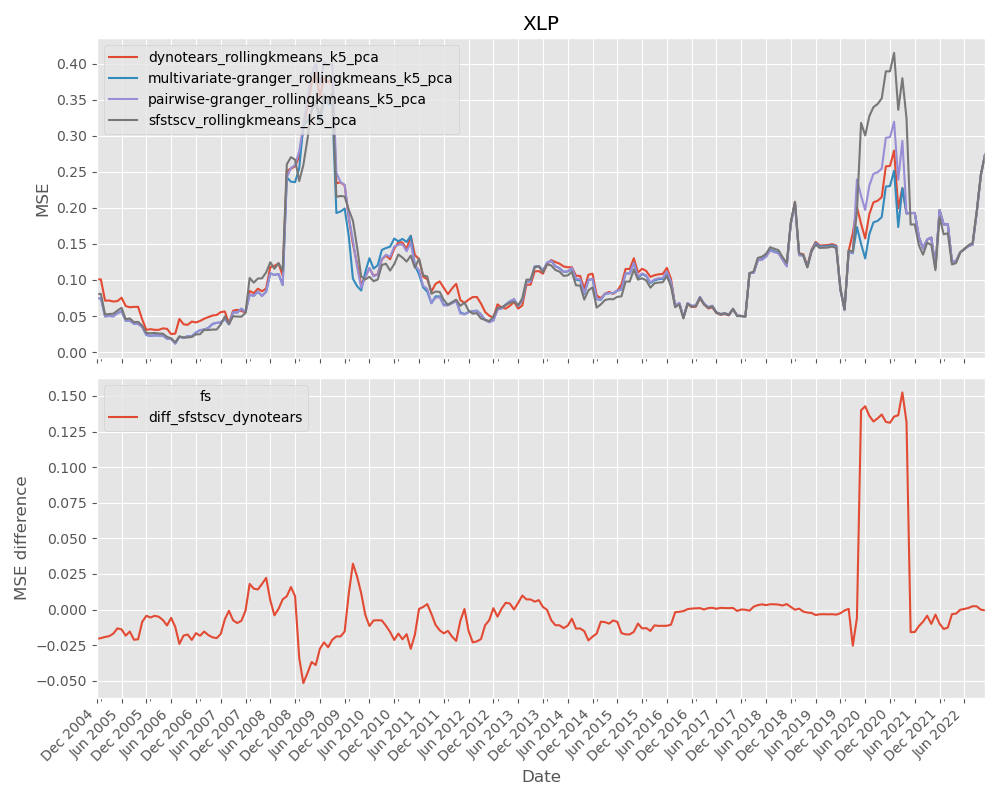 XLP
dynotears_rollingkmeans_k5_pca
multivariate-granger_rollingkmeans_k5_pca
pairwise-granger_rollingkmeans_k5_pca
sfstscv_rollingkmeans_k5_pca
MSE
0.40
0.35
0.30
0.25
0.20
0.15
0.10
0.05
0.00
fs
diff_sfstscv_dynotears
MSE difference
0.150
0.125
0.100
0.075
0.050
0.025
0.000
−0.025
−0.050
Dec 2004
Jun 2005
Dec 2005
Jun 2006
Dec 2006
Jun 2007
Dec 2007
Jun 2008
Dec 2008
Jun 2009
Dec 2009
Jun 2010
Dec 2010
Jun 2011
Dec 2011
Jun 2012
Dec 2012
Jun 2013
Dec 2013
Jun 2014
Dec 2014
Jun 2015
Dec 2015
Jun 2016
Dec 2016
Jun 2017
Dec 2017
Jun 2018
Dec 2018
Jun 2019
Dec 2019
Jun 2020
Dec 2020
Jun 2021
Dec 2021
Jun 2022
Date